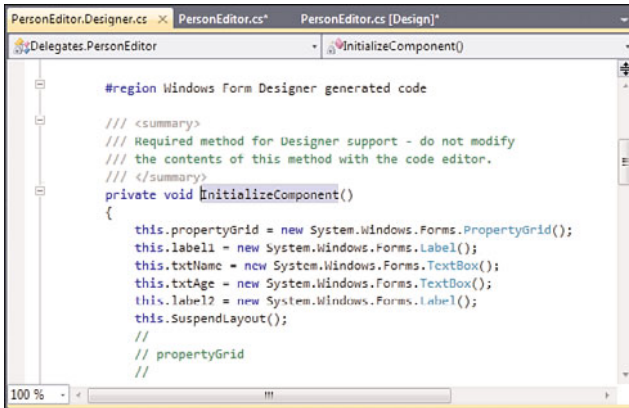 PersonEditor.Designer.cs × PersonEditor.cs* PersonEditor.cs [Design]*
Delegates.PersonEditor InitializeComponent()
#region Windows Form Designer generated code
/// <summary>
/// Required method for Designer support - do not modify
/// the contents of this method with the code editor.
/// </summary>
private void InitializeComponent()
{
this.propertyGrid = new System.Windows.Forms.PropertyGrid();
this.label1 = new System.Windows.Forms.Label();
this.txtName = new System.Windows.Forms.TextBox();
this.txtAge = new System.Windows.Forms.TextBox();
this.label2 = new System.Windows.Forms.Label();
this.SuspendLayout();
//
// propertyGrid
//
100 %